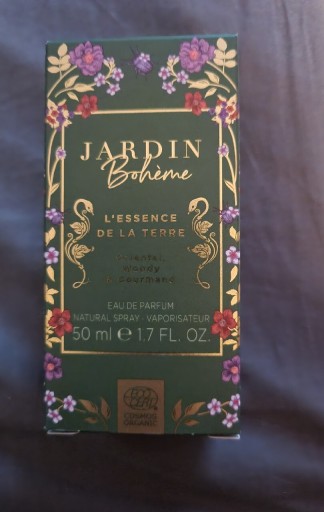 JARDIN
Bohème
L'ESSENCE
DE LA TERRE
Oriental,
Woody
& Gourmand
EAU DE PARFUM
NATURAL SPRAY - VAPORISATEUR
50 ml ℮ 1.7 FL. OZ.
COSMOS
ORGANIC